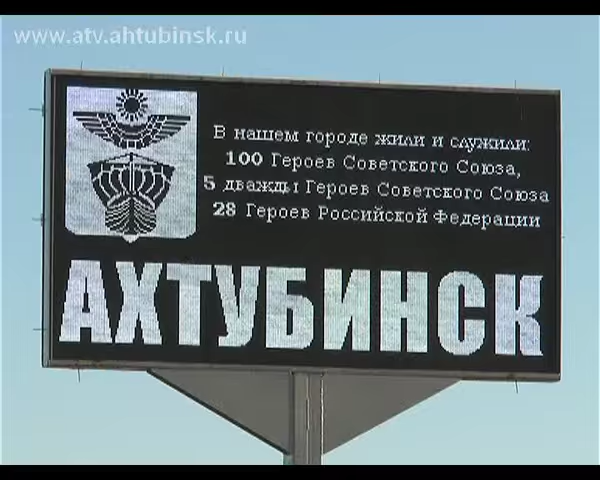 www.atv.ahtubinsk.ru
В нашем городе жили и служили:
100 Героев Советского Союза,
5 дважды Героев Советского Союза
28 Героев Российской Федерации
АХТУБИНСК